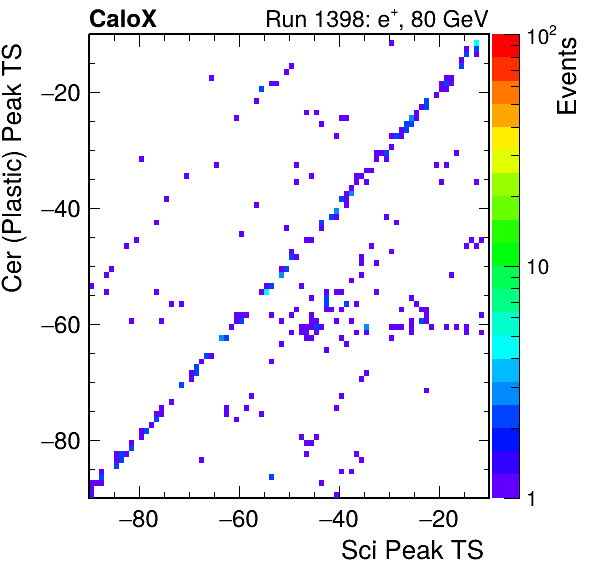 CaloX Run 1398: e⁺, 80 GeV
Cer (Plastic) Peak TS
−20
−40
−60
−80
−80 −60 −40 −20
Sci Peak TS
10²
10
1
Events